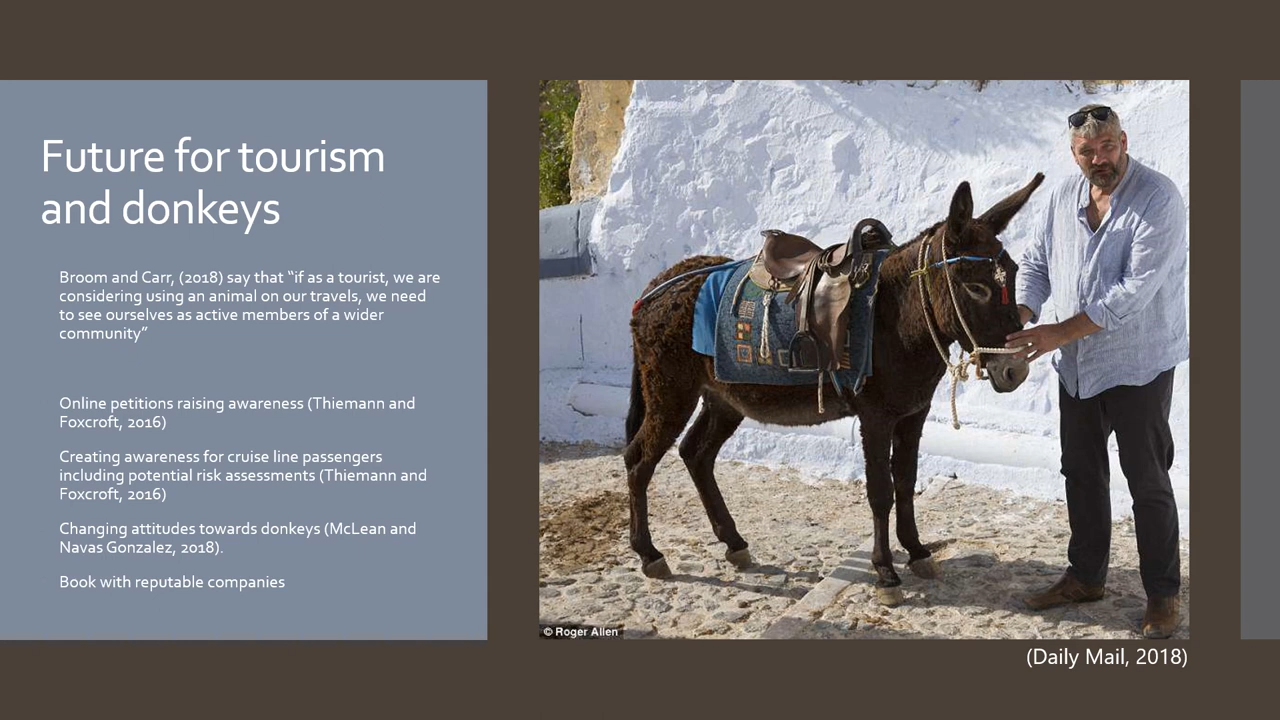 Future for tourism
and donkeys
Broom and Carr, (2018) say that “if as a tourist, we are
considering using an animal on our travels, we need
to see ourselves as active members of a wider
community”
Online petitions raising awareness (Thiemann and
Foxcroft, 2016)
Creating awareness for cruise line passengers
including potential risk assessments (Thiemann and
Foxcroft, 2016)
Changing attitudes towards donkeys (McLean and
Navas Gonzalez, 2018).
Book with reputable companies
© Roger Allen
(Daily Mail, 2018)